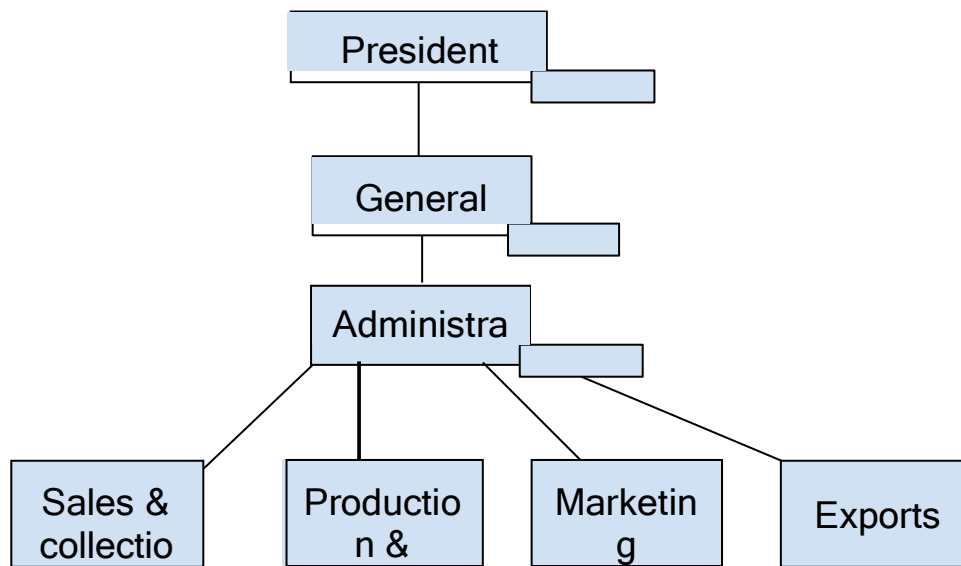 President
General
Administra
Sales &
collectio
Productio
n &
Marketin
g
Exports